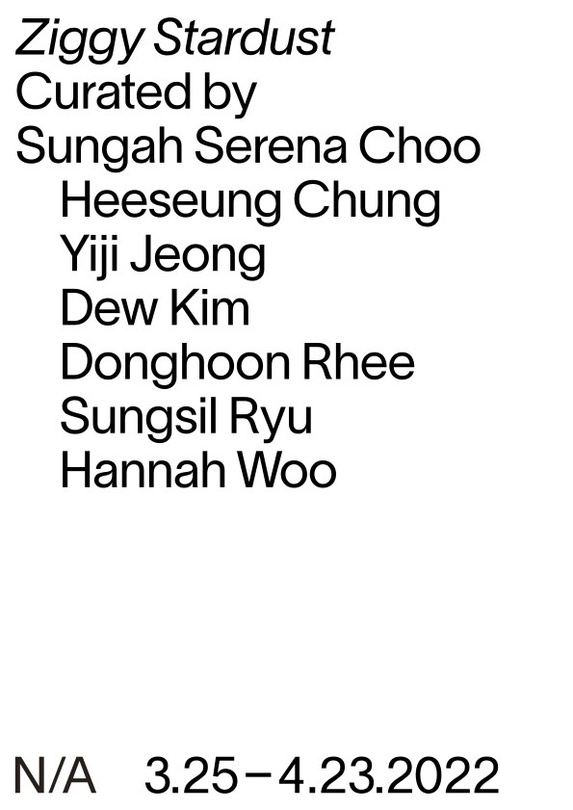 Ziggy Stardust
Curated by
Sungah Serena Choo
Heeseung Chung
Yiji Jeong
Dew Kim
Donghoon Rhee
Sungsil Ryu
Hannah Woo
N/A 3.25–4.23.2022